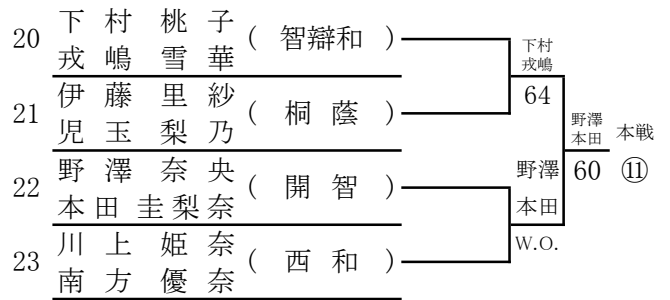 20 下村 桃子 ( 智辯和 )
戎嶋 雪華
21 伊藤 里紗 ( 桐蔭 )
児玉 梨乃
22 野澤 奈央 ( 開智 )
本田 圭梨奈
23 川上 姫奈 ( 西和 )
南方 優奈
下村
戎嶋
64
野澤
本田
W.O.
野澤
本田
60
本戦
⑪